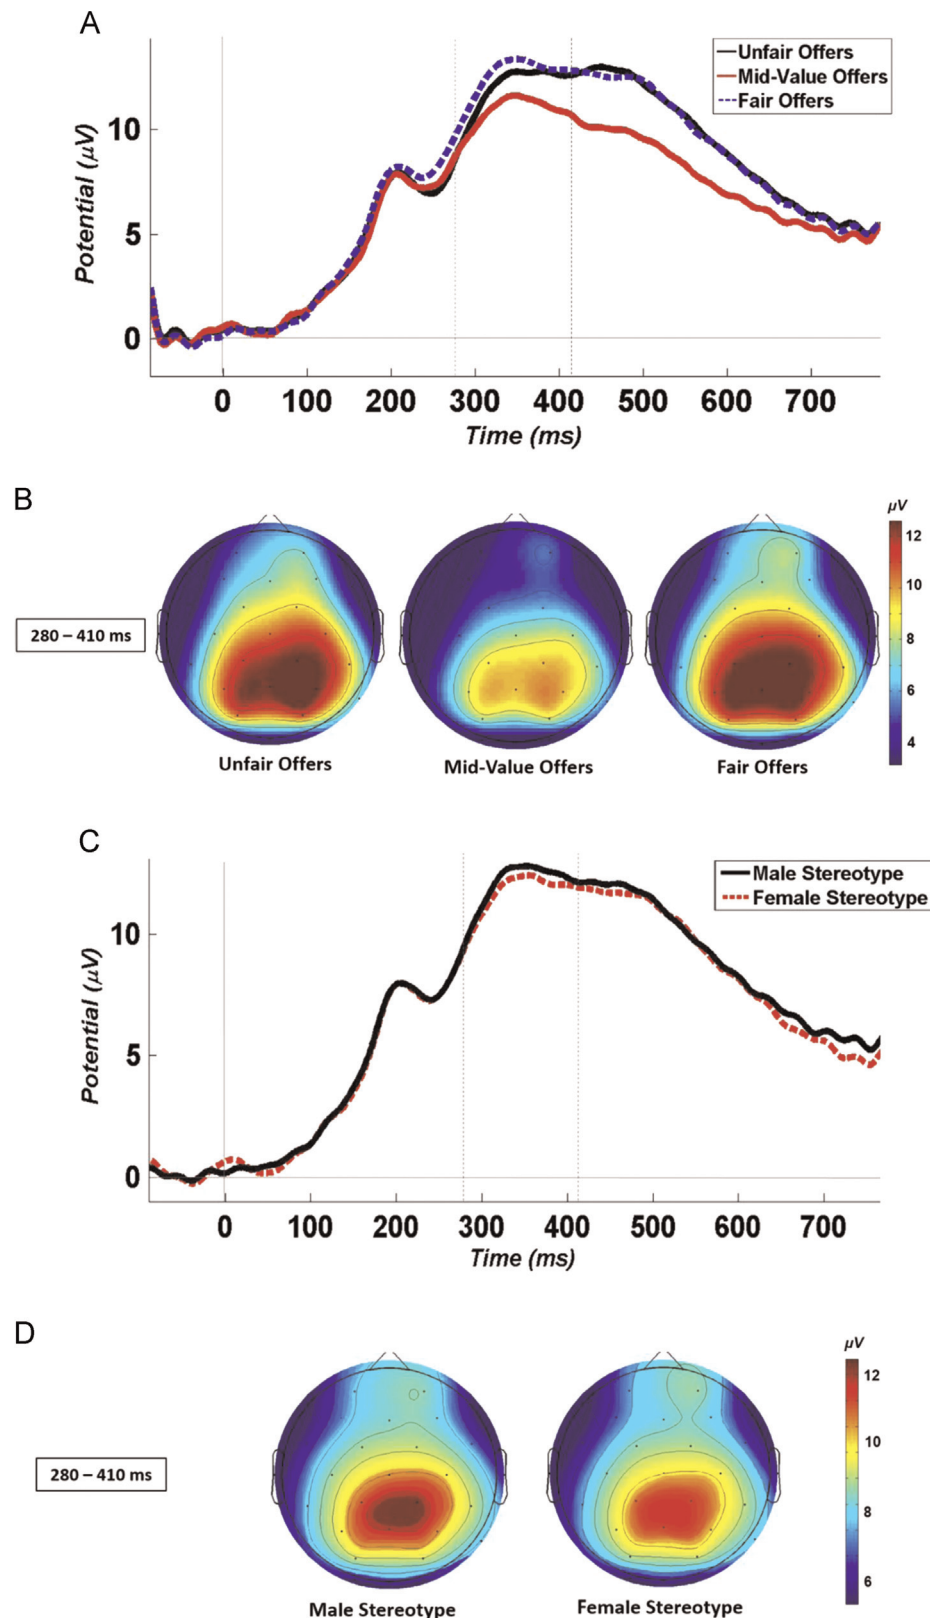 A
Unfair Offers
Mid-Value Offers
Fair Offers
Potential (μV)
10
5
0
0 100 200 300 400 500 600 700
Time (ms)
B
μV
12
10
8
6
4
280 – 410 ms
Unfair Offers Mid-Value Offers Fair Offers
C
Male Stereotype
Female Stereotype
Potential (μV)
10
5
0
0 100 200 300 400 500 600 700
Time (ms)
D
μV
12
10
8
6
280 – 410 ms
Male Stereotype Female Stereotype